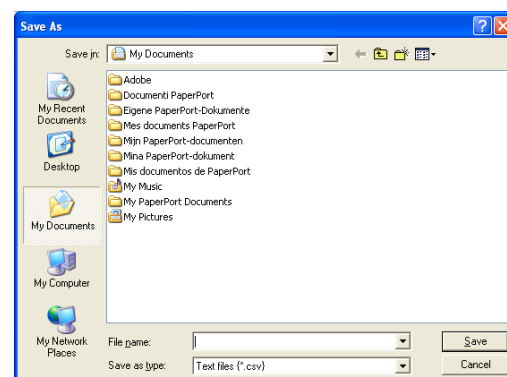 Save As
Save in:
My Documents
My Recent
Documents
Desktop
My Documents
My Computer
My Network
Places
Adobe
Documenti PaperPort
Eigene PaperPort-Dokumente
Mes documents PaperPort
Mijn PaperPort-documenten
Mina PaperPort-dokument
Mis documentos de PaperPort
My Music
My PaperPort Documents
My Pictures
File name:
Save
Save as type:
Text files (*.csv)
Cancel